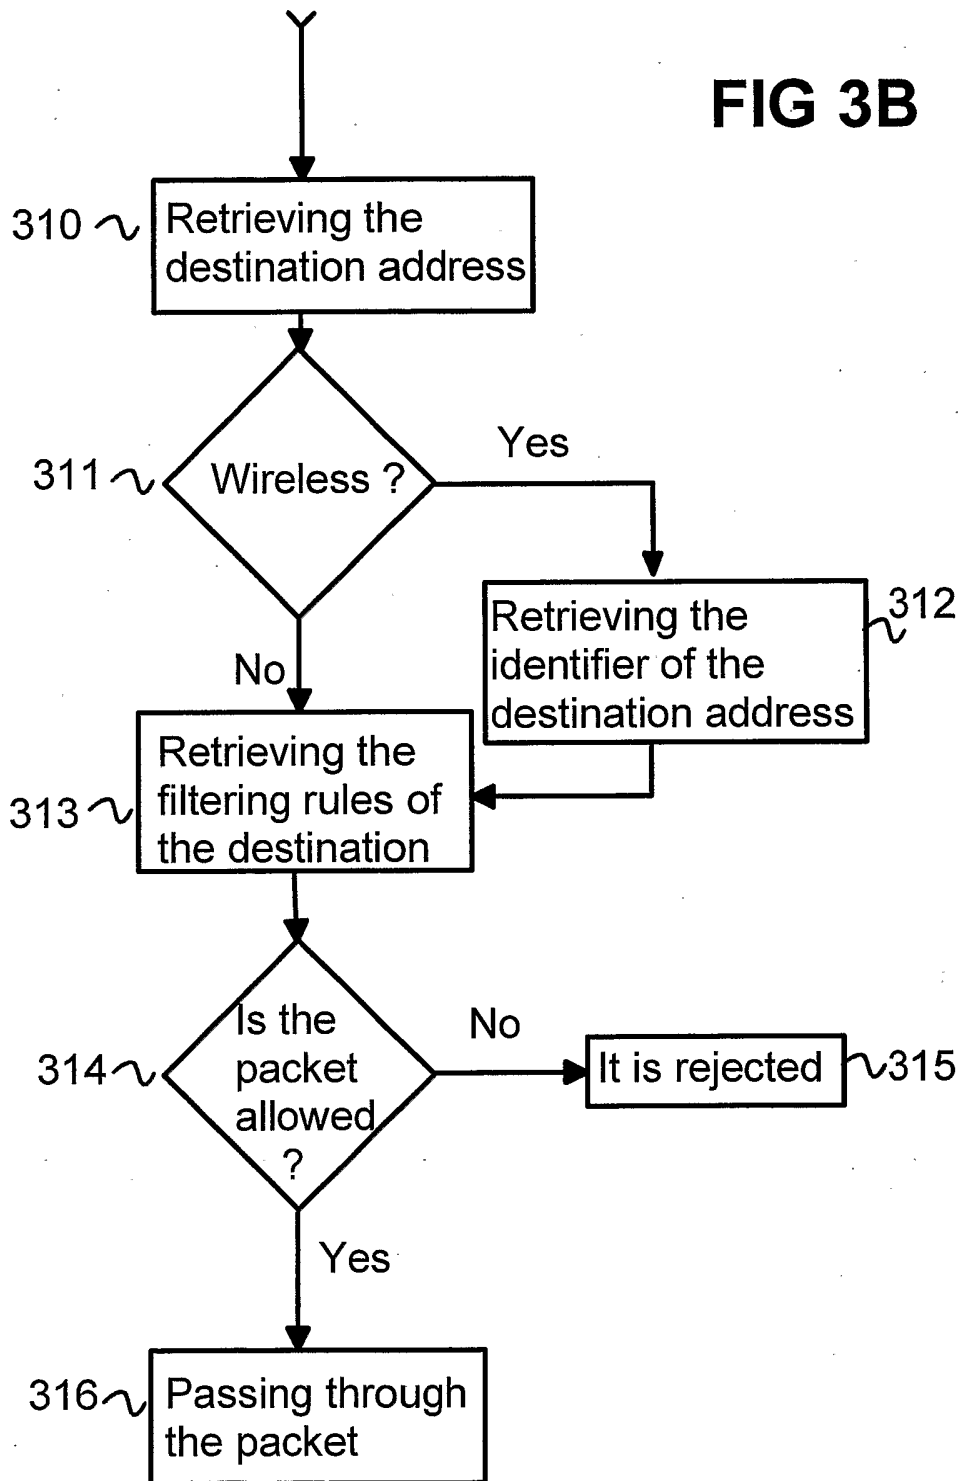 FIG 3B
310
Retrieving the
destination address
311
Wireless ?
Yes
No
312
Retrieving the
identifier of the
destination address
313
Retrieving the
filtering rules of
the destination
314
Is the
packet
allowed
?
No
It is rejected
315
Yes
316
Passing through
the packet